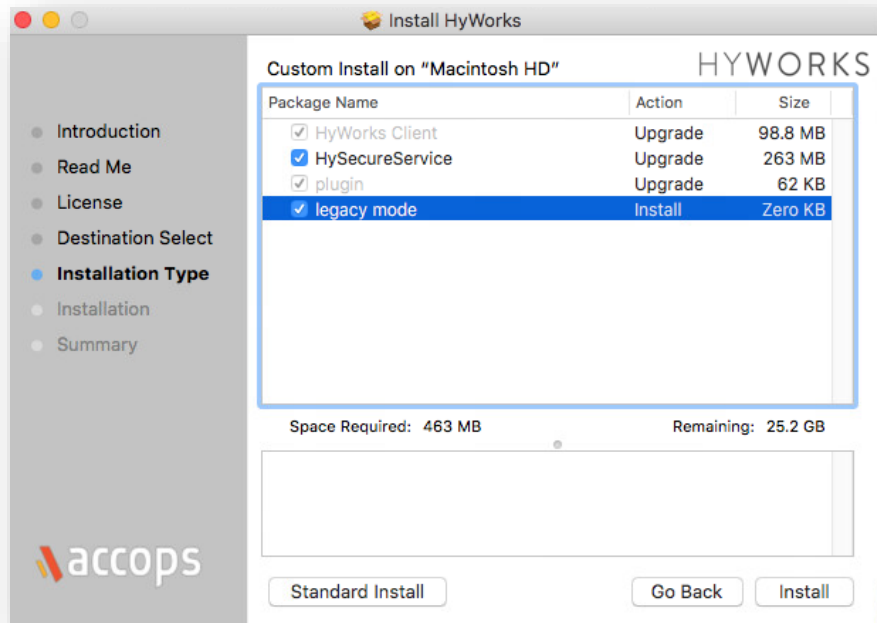 Install HyWorks
Custom Install on “Macintosh HD”
HYWORKS
Package Name Action Size
HyWorks Client Upgrade 98.8 MB
HySecureService Upgrade 263 MB
plugin Upgrade 62 KB
legacy mode Install Zero KB
Introduction
Read Me
License
Destination Select
Installation Type
Installation
Summary
Space Required: 463 MB Remaining: 25.2 GB
accops
Standard Install Go Back Install